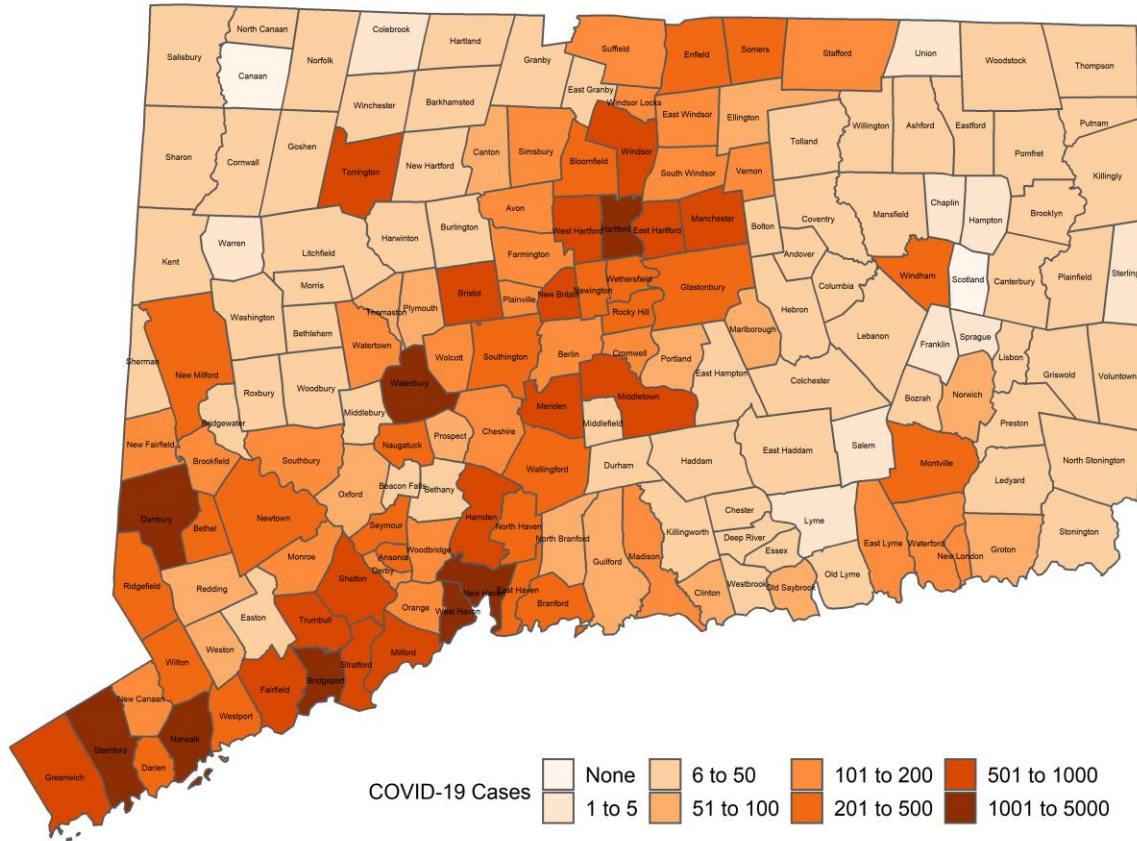 North Canaan
Colebrook
Hartland
Suffield
Enfield
Somers
Stafford
Union
Woodstock
Thompson
Salisbury
Canaan
Norfolk
Granby
East Granby
Winchester
Barkhamsted
Windsor Locks
East Windsor
Ellington
Willington
Ashford
Eastford
Putnam
Sharon
Cornwall
Goshen
Torrington
New Hartford
Canton
Simsbury
Bloomfield
Windsor
South Windsor
Vernon
Tolland
Pomfret
Killingly
Kent
Warren
Litchfield
Harwinton
Burlington
Avon
Farmington
West Hartford
Hartford
East Hartford
Manchester
Bolton
Coventry
Andover
Mansfield
Chaplin
Hampton
Brooklyn
Morris
Washington
Bethlehem
Thomaston
Plymouth
Bristol
Plainville
New Britain
Newington
Wethersfield
Rocky Hill
Glastonbury
Marlborough
Hebron
Columbia
Windham
Scotland
Canterbury
Plainfield
Sterling
Sherman
New Milford
Roxbury
Woodbury
Watertown
Waterbury
Wolcott
Southington
Berlin
Cromwell
Portland
East Hampton
Lebanon
Colchester
Franklin
Sprague
Lisbon
Griswold
Voluntown
Bridgewater
Middlebury
Naugatuck
Prospect
Cheshire
Meriden
Middletown
Middlefield
Bozrah
Norwich
Preston
New Fairfield
Brookfield
Southbury
Oxford
Beacon Falls
Bethany
Wallingford
Durham
Haddam
East Haddam
Salem
Montville
Ledyard
North Stonington
Danbury
Bethel
Newtown
Seymour
Hamden
North Haven
North Branford
Guilford
Madison
Killingworth
Chester
Deep River
Essex
Lyme
East Lyme
Waterford
New London
Groton
Stonington
Ridgefield
Redding
Monroe
Ansonia
Derby
Woodbridge
Shelton
Orange
New Haven
East Haven
West Haven
Branford
Clinton
Westbrook
Old Saybrook
Old Lyme
Easton
Weston
Trumbull
Stratford
Milford
Wilton
New Canaan
Westport
Fairfield
Bridgeport
Greenwich
Stamford
Darien
Norwalk
COVID-19 Cases
None
1 to 5
6 to 50
51 to 100
101 to 200
201 to 500
501 to 1000
1001 to 5000